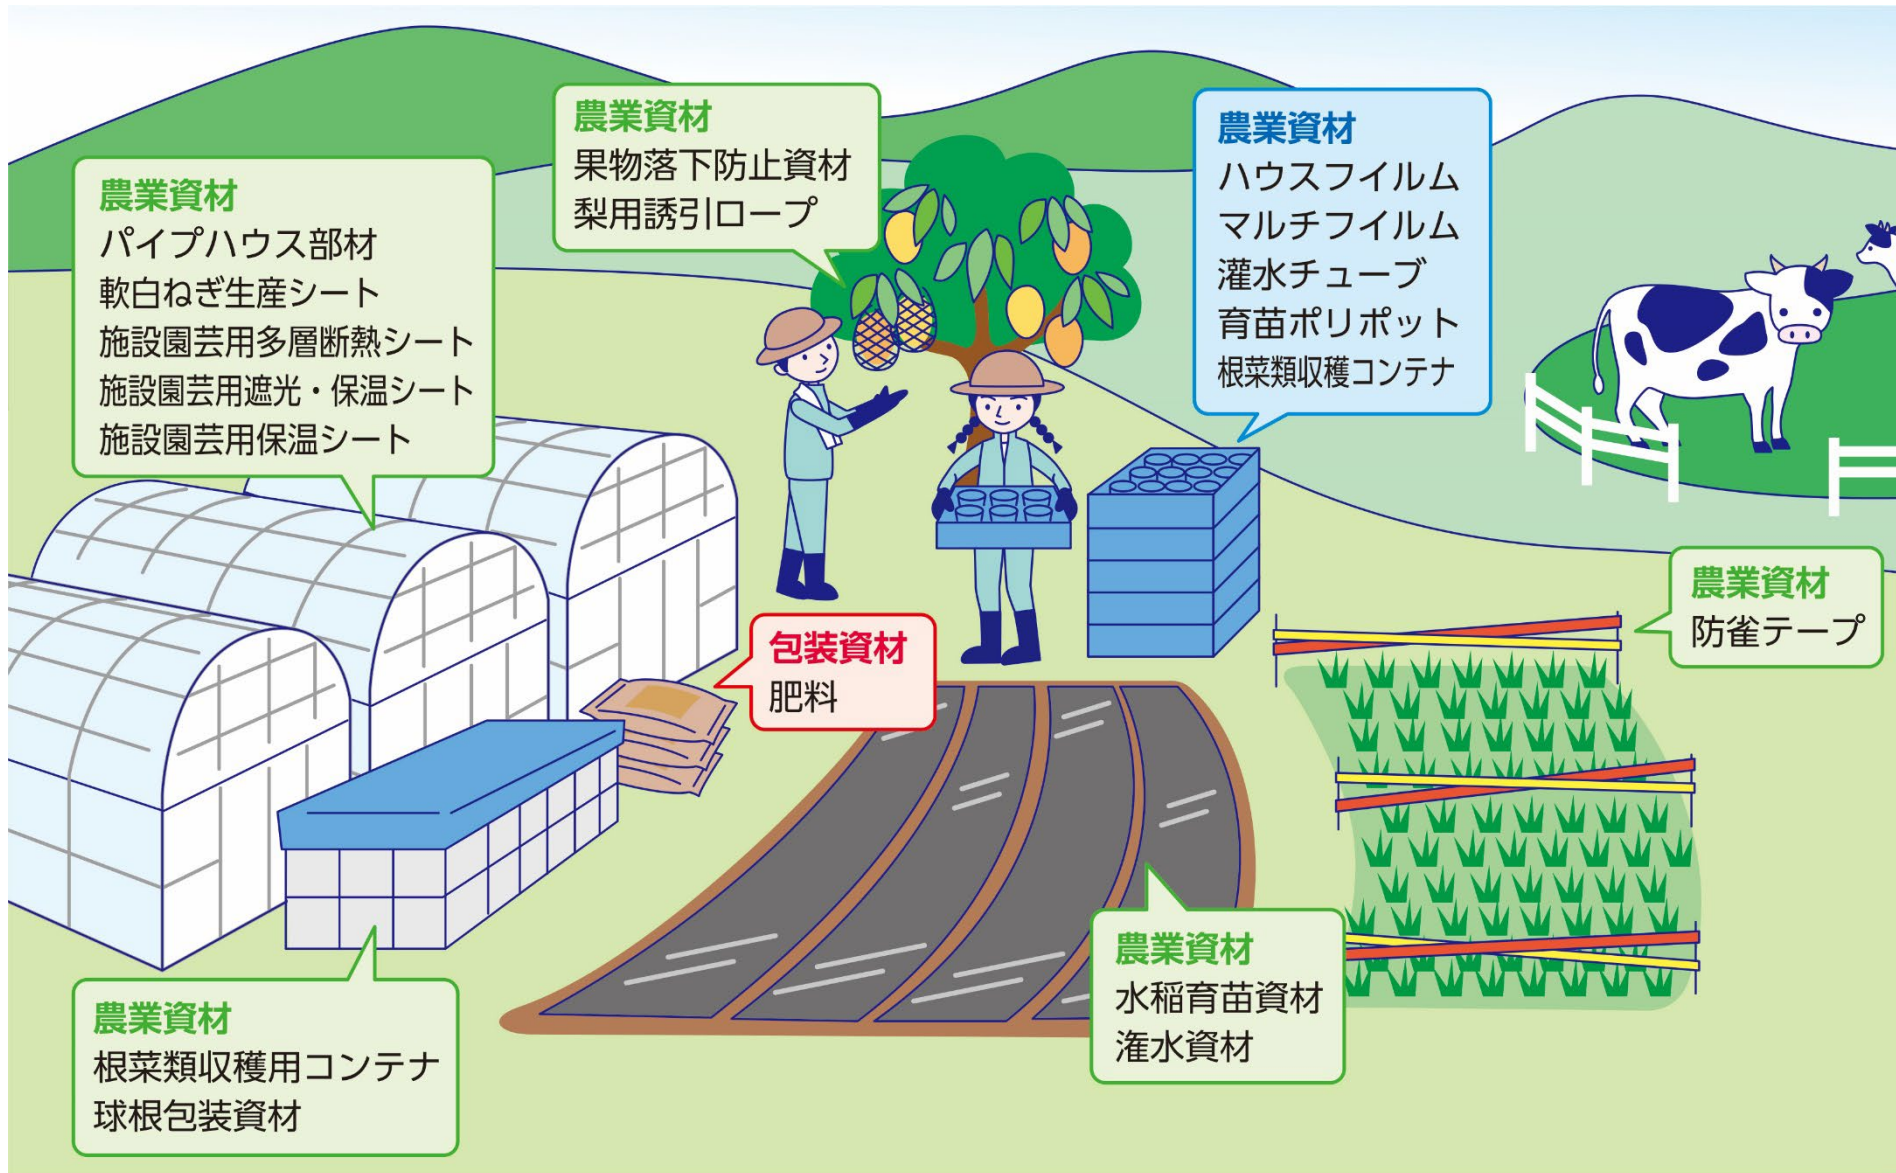 農業資材
パイプハウス部材
軟白ねぎ生産シート
施設園芸用多層断熱シート
施設園芸用遮光・保温シート
施設園芸用保温シート
農業資材
果物落下防止資材
梨用誘引ロープ
農業資材
ハウスフイルム
マルチフイルム
灌水チューブ
育苗ポリポット
根菜類収穫コンテナ
農業資材
防雀テープ
包装資材
肥料
農業資材
水稲育苗資材
潅水資材
農業資材
根菜類収穫用コンテナ
球根包装資材